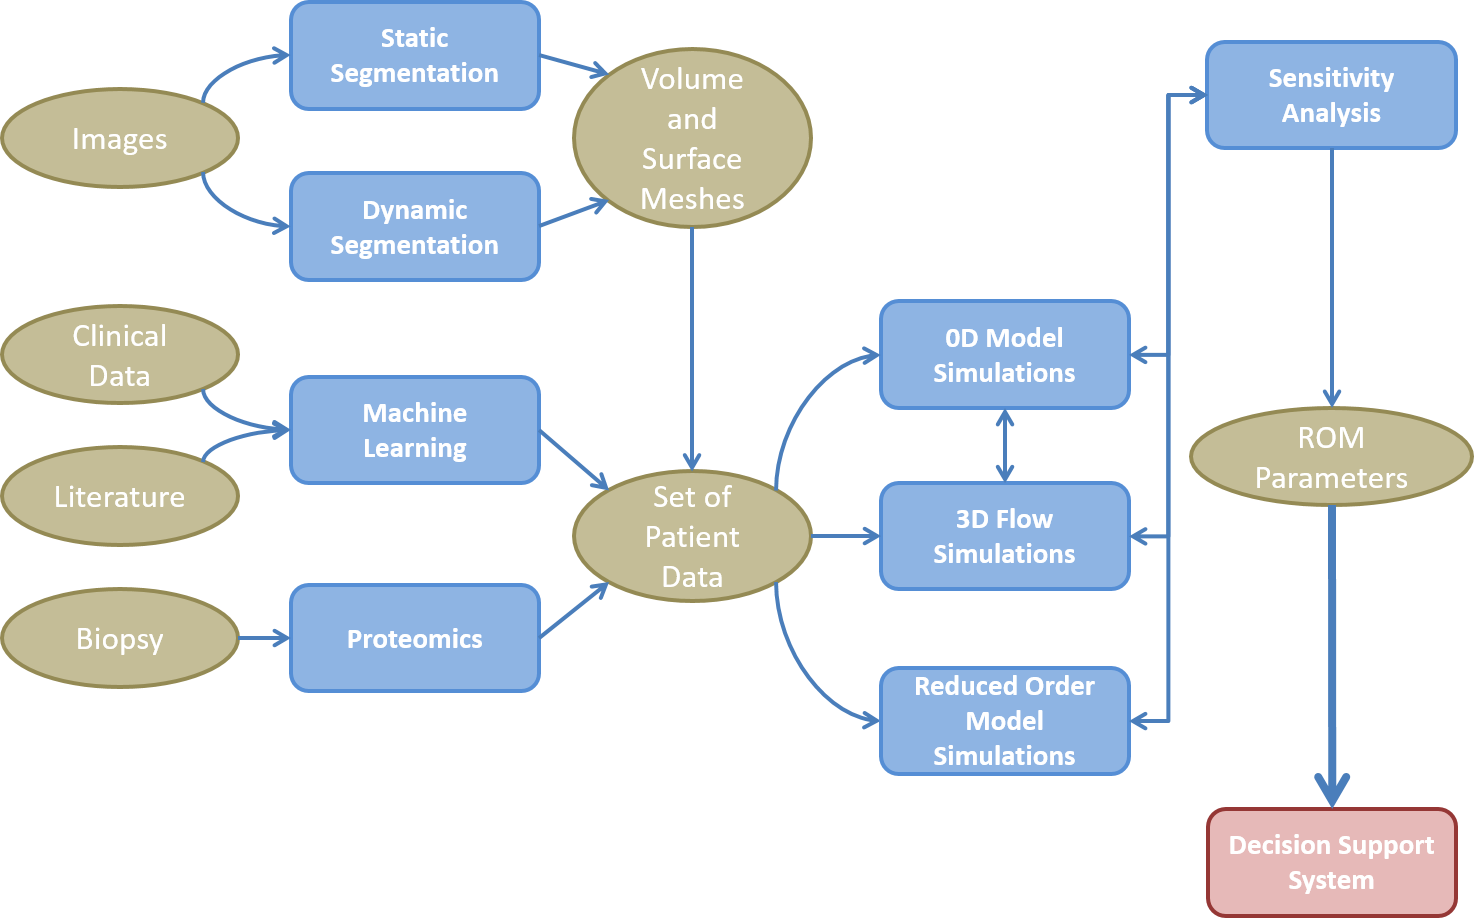 Static
Segmentation
Images
Dynamic
Segmentation
Volume
and
Surface
Meshes
Clinical
Data
Literature
Machine
Learning
Biopsy
Proteomics
Set of
Patient
Data
0D Model
Simulations
3D Flow
Simulations
Reduced Order
Model
Simulations
Sensitivity
Analysis
ROM
Parameters
Decision Support
System